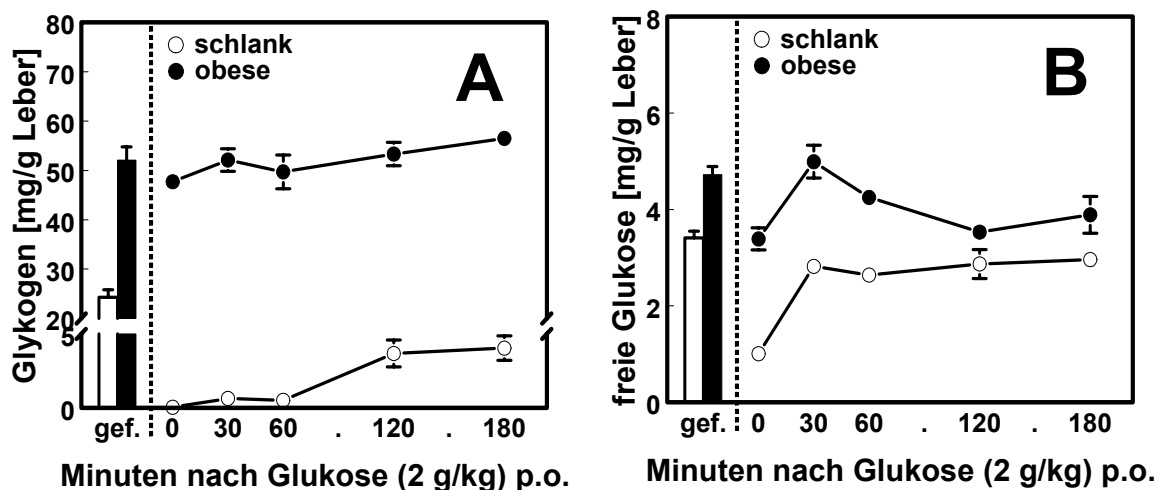 A
schlank
obese
Glykogen [mg/g Leber]
80
70
60
50
40
30
20
5
0
gef. 0 30 60 . 120 . 180
Minuten nach Glukose (2 g/kg) p.o.
B
schlank
obese
freie Glukose [mg/g Leber]
8
6
4
2
0
gef. 0 30 60 . 120 . 180
Minuten nach Glukose (2 g/kg) p.o.